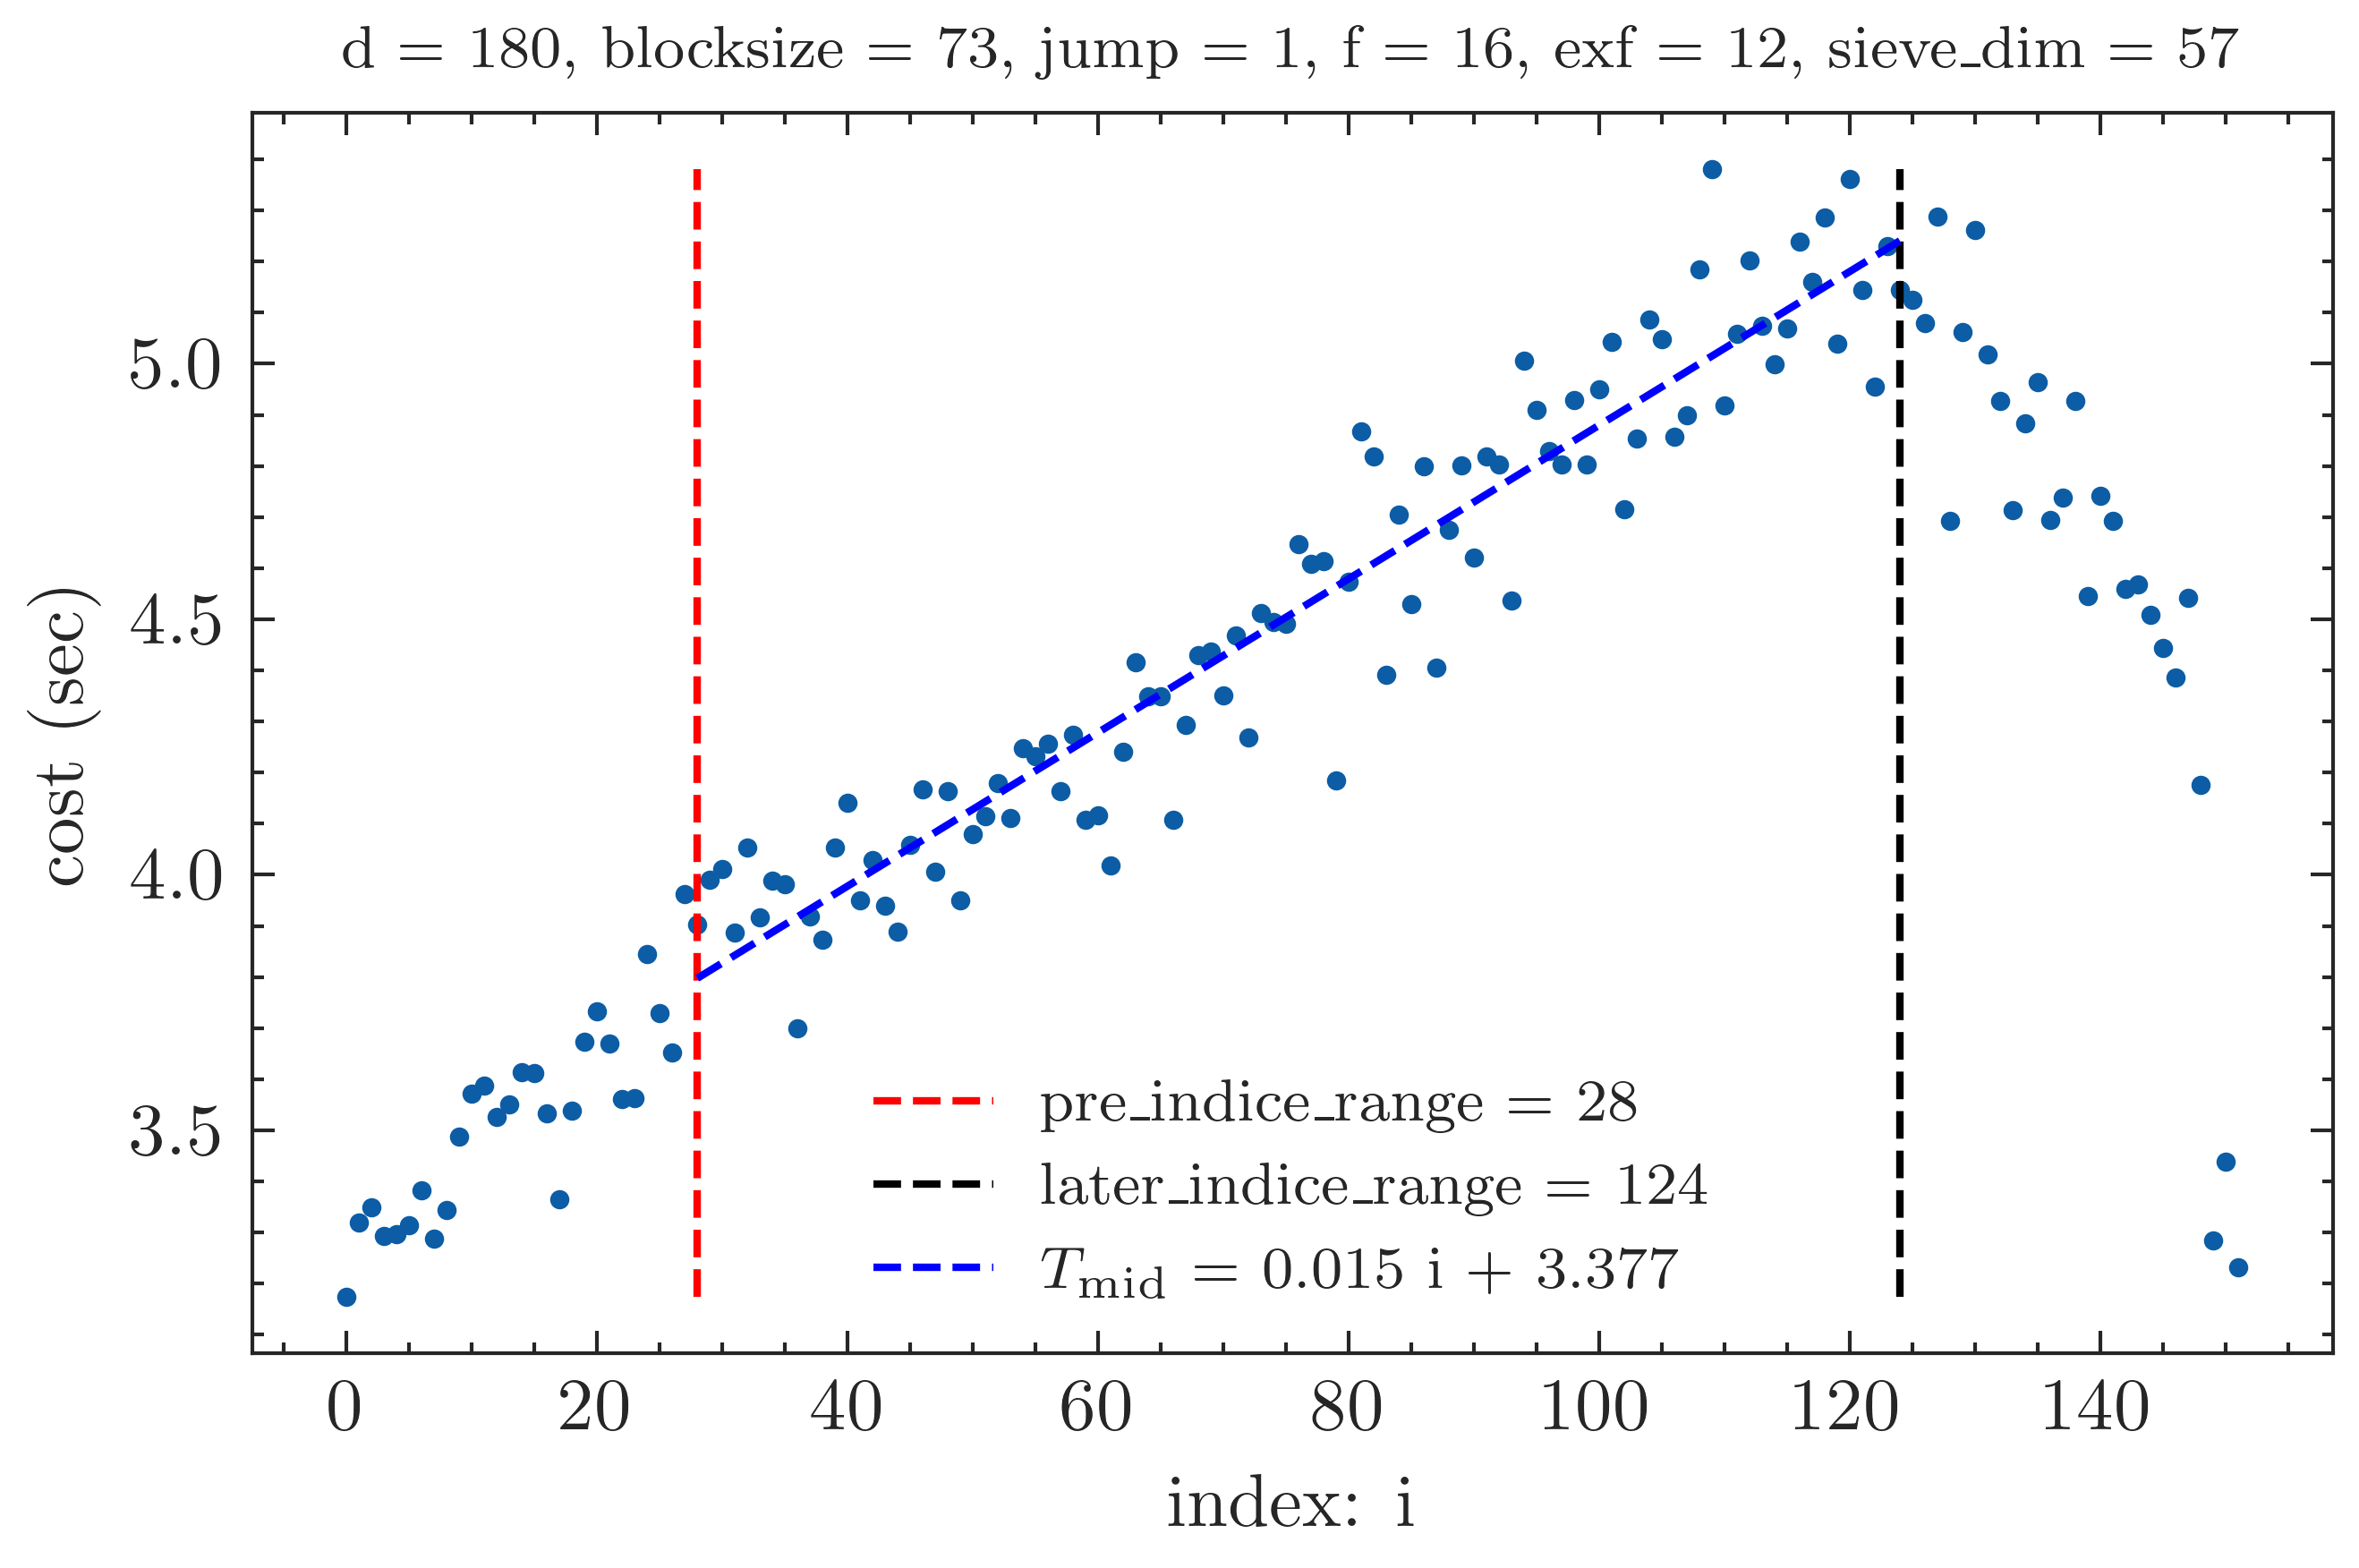 d = 180, blocksize = 73, jump = 1, f = 16, exf = 12, sieve_dim = 57
cost (sec)
5.0
4.5
4.0
3.5
pre_indice_range = 28
later_indice_range = 124
T_mid = 0.015 i + 3.377
0 20 40 60 80 100 120 140
index: i